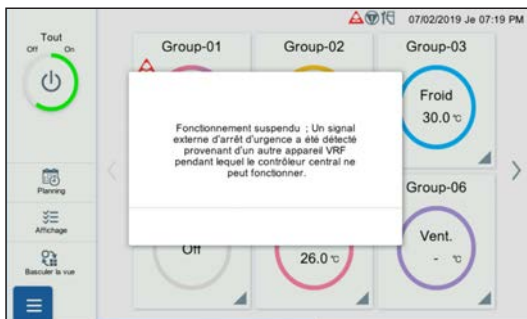 07/02/2019 Je 07:19 PM
Tout
Off On
Planning
Affichage
Basculer la vue
Group-01
Group-02
Group-03
Froid
30.0 °C
Fonctionnement suspendu ; Un signal
externe d'arrêt d'urgence a été détecté
provenant d'un autre appareil VRF
pendant lequel le contrôleur central ne
peut fonctionner.
Off
26.0 °C
Group-06
Vent.
- °C